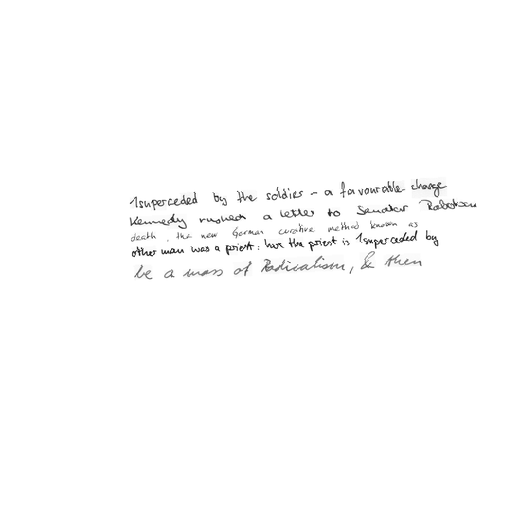 1superceded by the soldiers - a favourable change
Kennedy rushed a letter to Senator Robertson
death, the new German curative method known as
other man was a priest: but the priest is 1superceded by
be a mass of Radicalism, & then